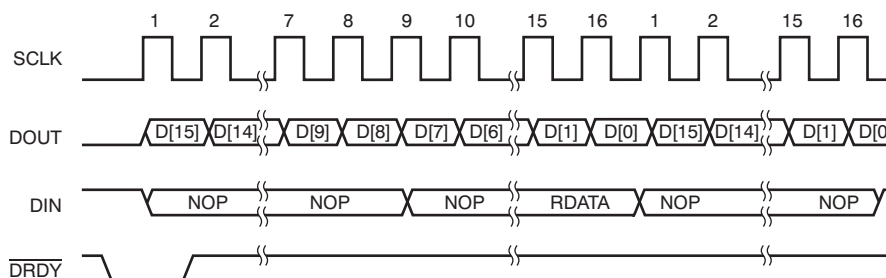 1 2 7 8 9 10 15 16 1 2 15 16
SCLK
DOUT D[15] D[14] D[9] D[8] D[7] D[6] D[1] D[0] D[15] D[14] D[1] D[0
DIN NOP NOP NOP RDATA NOP NOP
DRDY